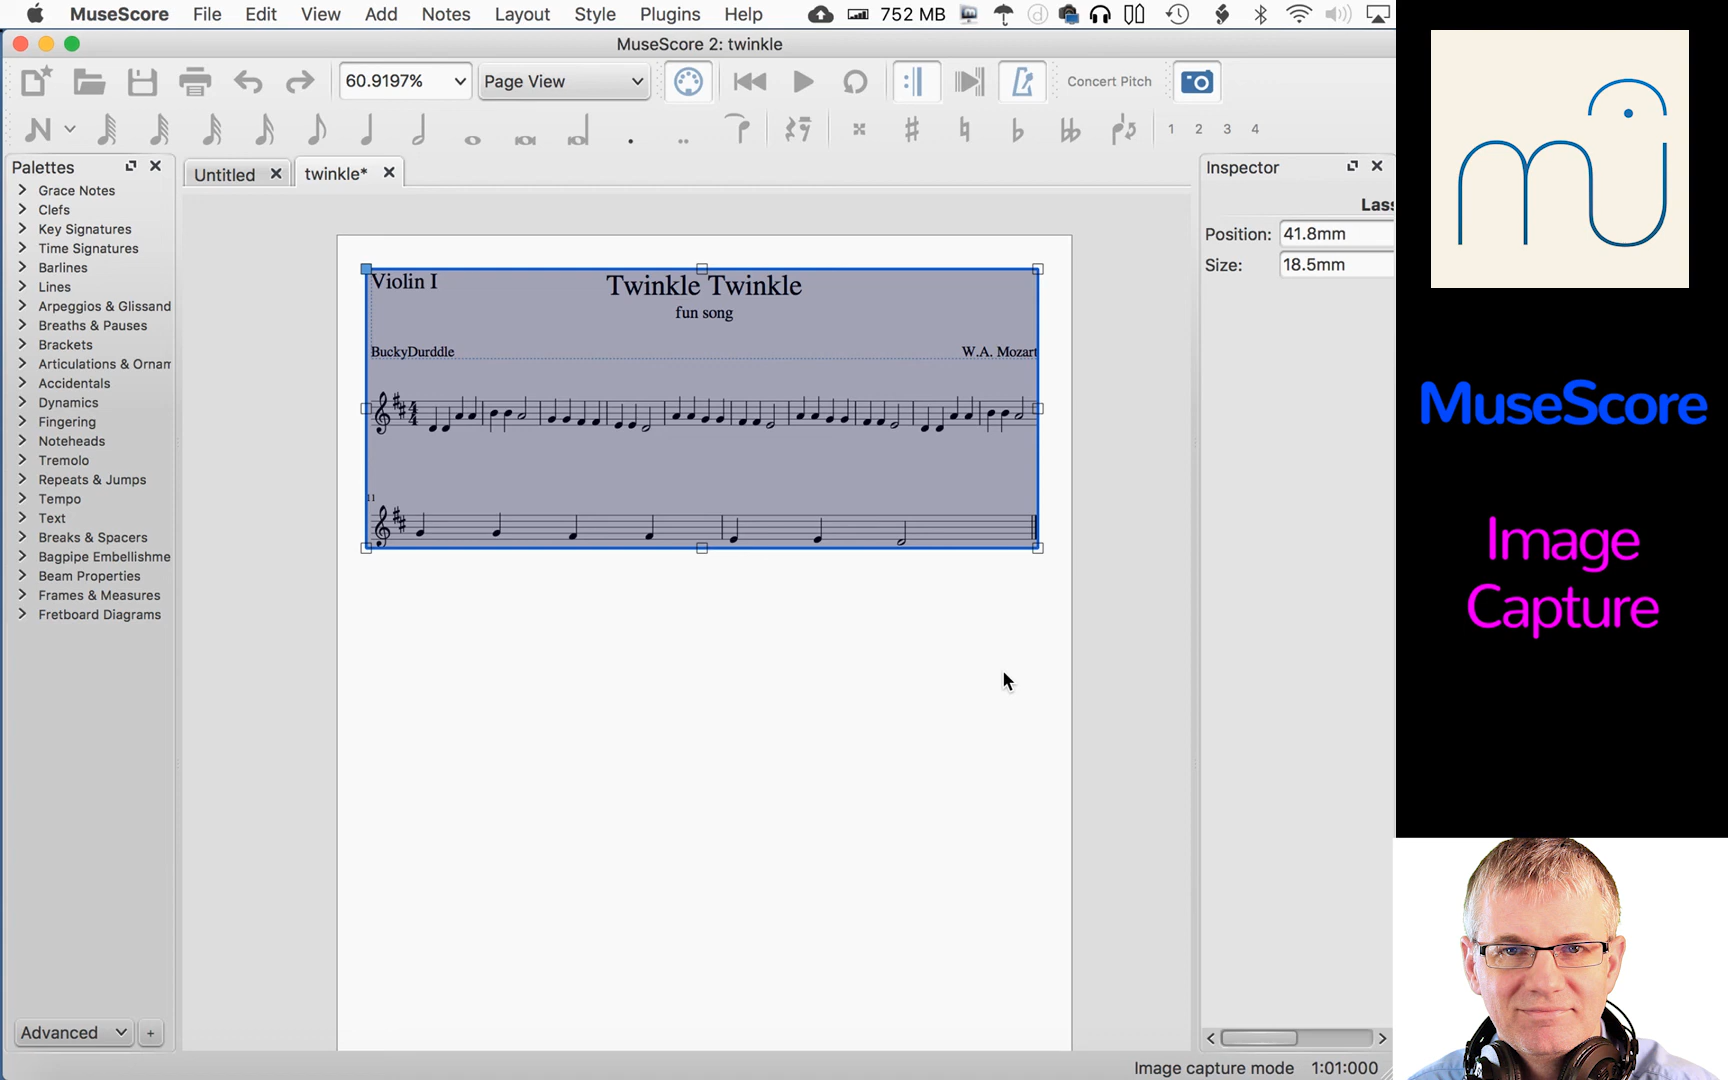 MuseScore File Edit View Add Notes Layout Style Plugins Help 752 MB
MuseScore 2: twinkle
60.9197% Page View Concert Pitch
1 2 3 4
Palettes
Grace Notes
Clefs
Key Signatures
Time Signatures
Barlines
Lines
Arpeggios & Glissand
Breaths & Pauses
Brackets
Articulations & Ornam
Accidentals
Dynamics
Fingering
Noteheads
Tremolo
Repeats & Jumps
Tempo
Text
Breaks & Spacers
Bagpipe Embellishme
Beam Properties
Frames & Measures
Fretboard Diagrams
Advanced
Untitled twinkle*
Violin I
Twinkle Twinkle
fun song
BuckyDurddle
W.A. Mozart
11
Inspector
Lass
Position: 41.8mm
Size: 18.5mm
Image capture mode 1:01:000
mu
MuseScore
Image
Capture